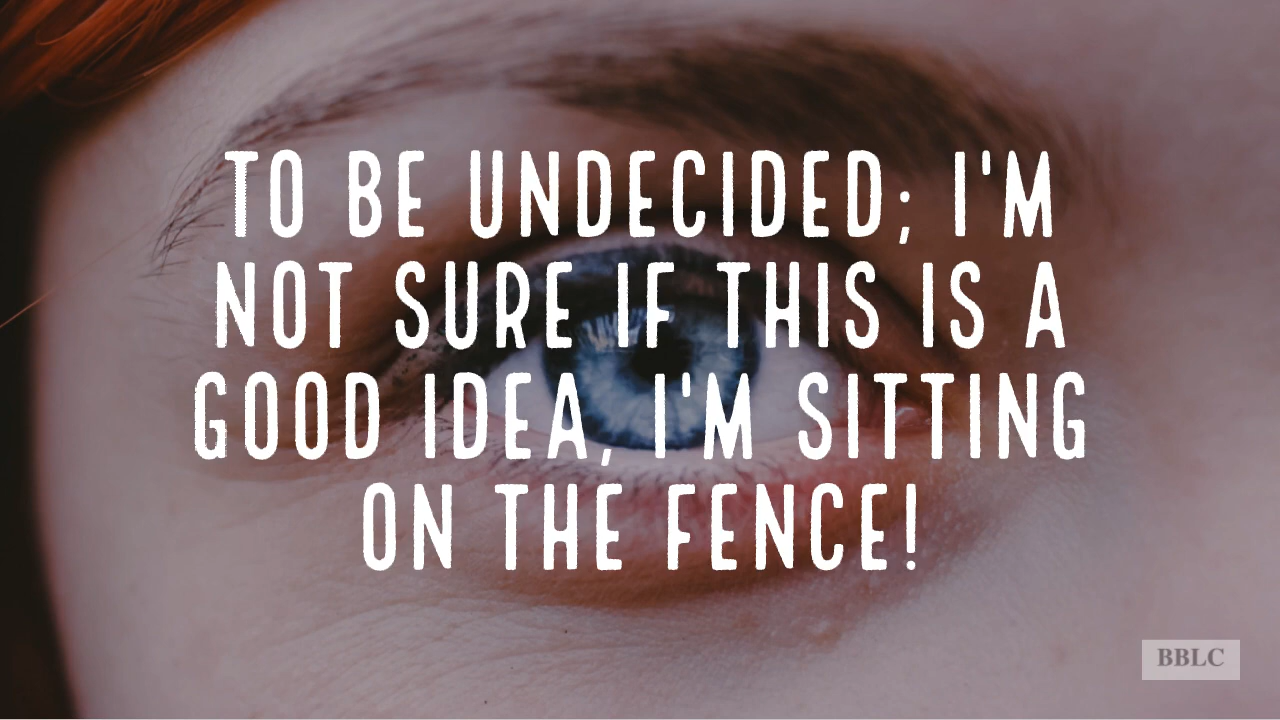 TO BE UNDECIDED; I'M
NOT SURE IF THIS IS A
GOOD IDEA, I'M SITTING
ON THE FENCE!
BBLC